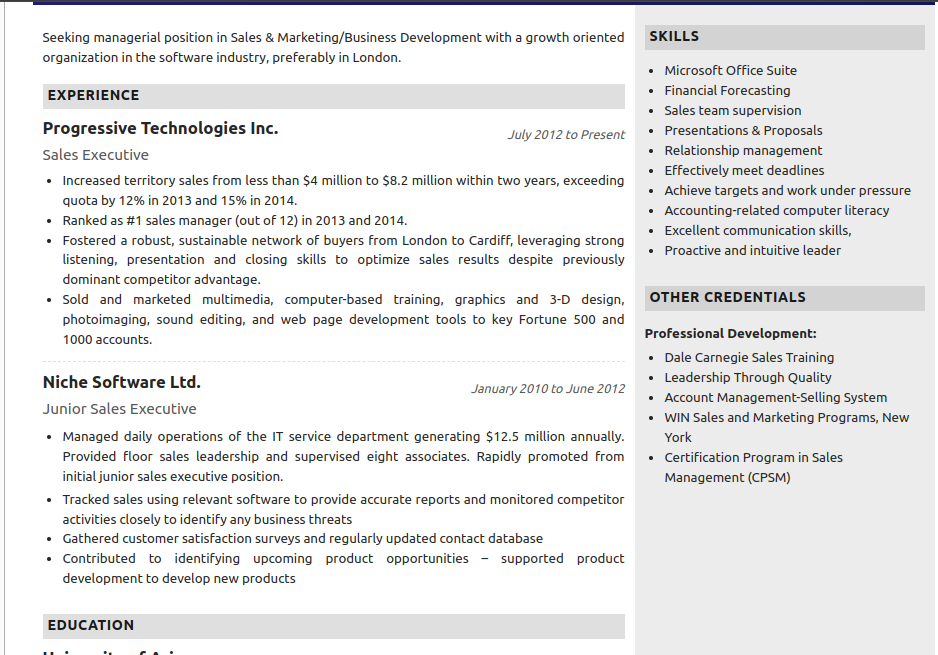 Seeking managerial position in Sales & Marketing/Business Development with a growth oriented
organization in the software industry, preferably in London.
EXPERIENCE
Progressive Technologies Inc.
July 2012 to Present
Sales Executive
• Increased territory sales from less than $4 million to $8.2 million within two years, exceeding
quota by 12% in 2013 and 15% in 2014.
• Ranked as #1 sales manager (out of 12) in 2013 and 2014.
• Fostered a robust, sustainable network of buyers from London to Cardiff, leveraging strong
listening, presentation and closing skills to optimize sales results despite previously
dominant competitor advantage.
• Sold and marketed multimedia, computer-based training, graphics and 3-D design,
photoimaging, sound editing, and web page development tools to key Fortune 500 and
1000 accounts.
Niche Software Ltd.
January 2010 to June 2012
Junior Sales Executive
• Managed daily operations of the IT service department generating $12.5 million annually.
Provided floor sales leadership and supervised eight associates. Rapidly promoted from
initial junior sales executive position.
• Tracked sales using relevant software to provide accurate reports and monitored competitor
activities closely to identify any business threats
• Gathered customer satisfaction surveys and regularly updated contact database
• Contributed to identifying upcoming product opportunities – supported product
development to develop new products
EDUCATION
SKILLS
• Microsoft Office Suite
• Financial Forecasting
• Sales team supervision
• Presentations & Proposals
• Relationship management
• Effectively meet deadlines
• Achieve targets and work under pressure
• Accounting-related computer literacy
• Excellent communication skills,
• Proactive and intuitive leader
OTHER CREDENTIALS
Professional Development:
• Dale Carnegie Sales Training
• Leadership Through Quality
• Account Management-Selling System
• WIN Sales and Marketing Programs, New
York
• Certification Program in Sales
Management (CPSM)